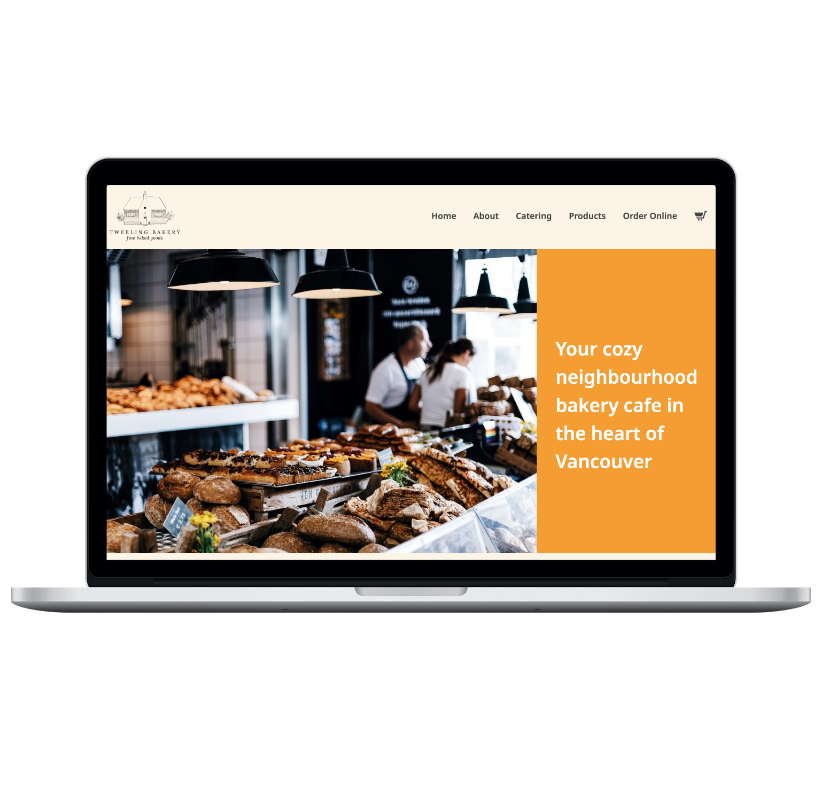 TWEELING BAKERY
fine baked goods
Home About Catering Products Order Online
Your cozy
neighbourhood
bakery cafe in
the heart of
Vancouver